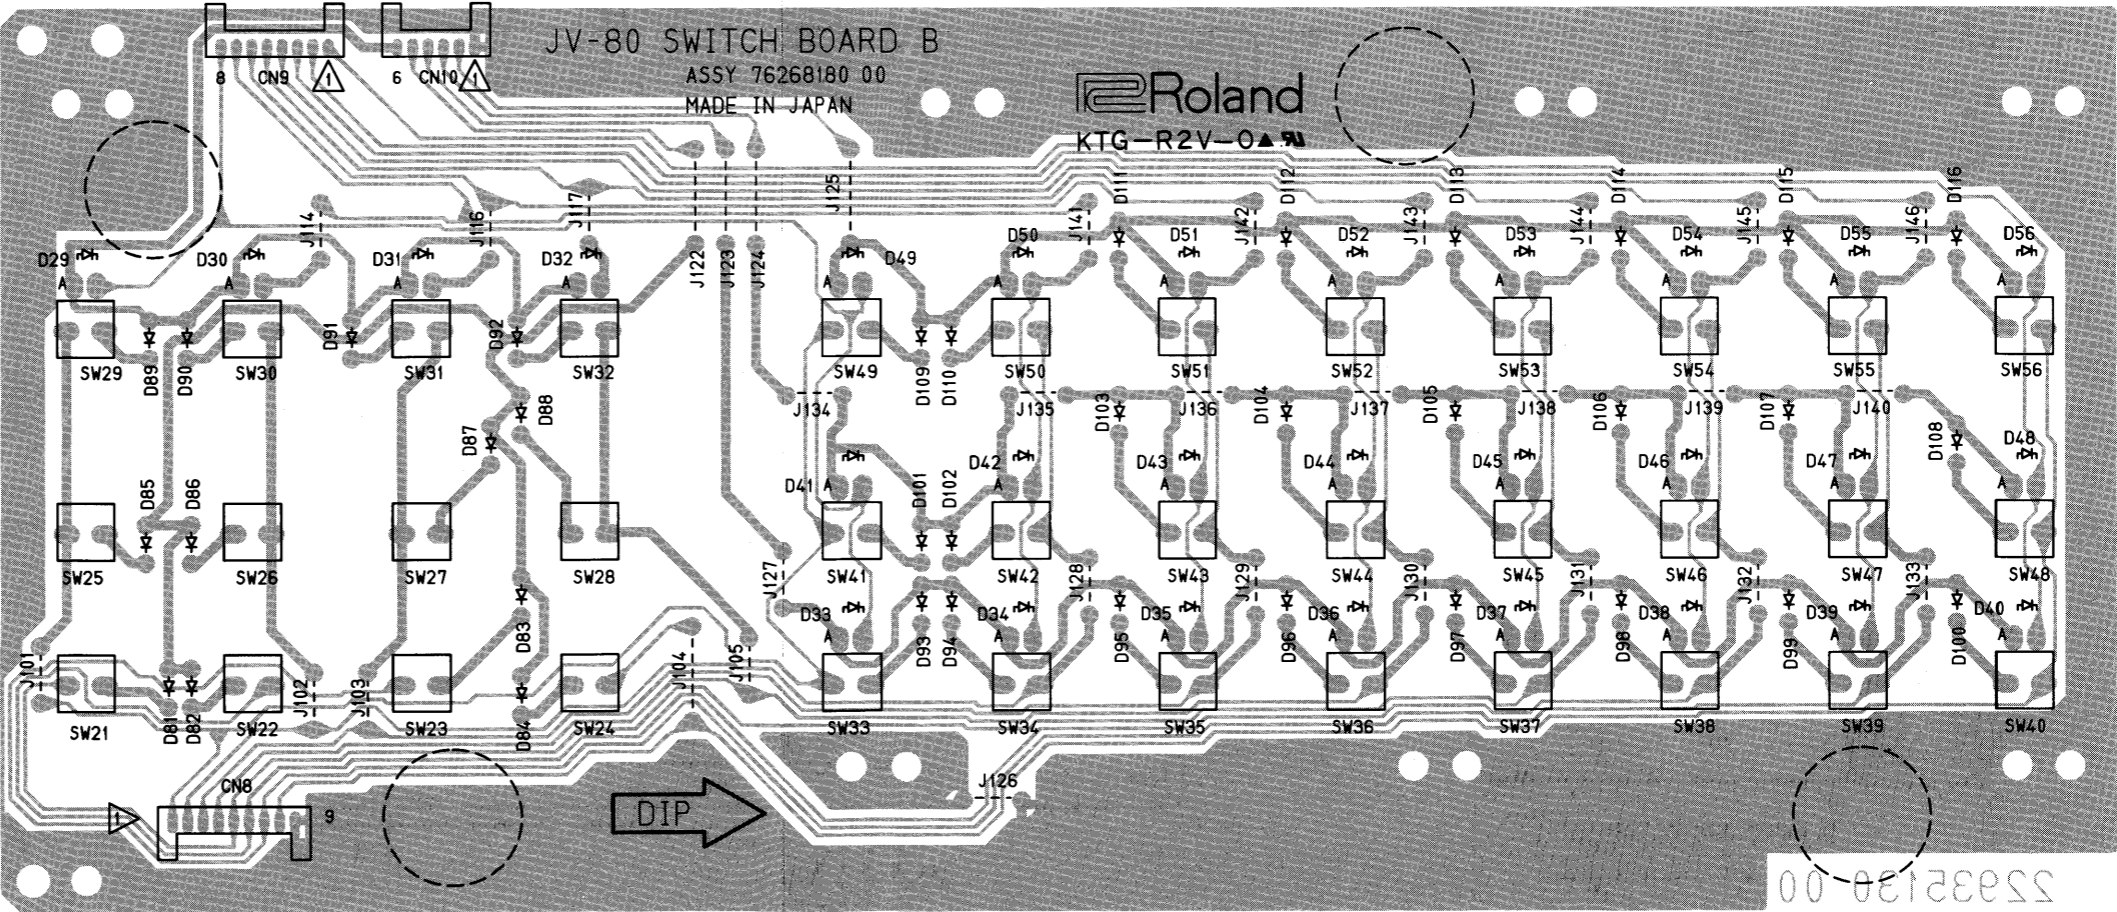 JV-80 SWITCH BOARD B
ASSY 76268180 00
MADE IN JAPAN
Roland
KTG-R2V-0
8 CN9 1 6 CN10 1
J125 D111 D112 D113 D114 D115 D116
J114 J116 J117 J141 J142 J143 J144 J145 J146
D29 D30 D31 D32 J122 J123 J124 D49 D50 D51 D52 D53 D54 D55 D56
A A A A A A A A A A A A
D89 D90 D91 D92 D109 D110
SW29 SW30 SW31 SW32 SW49 SW50 SW51 SW52 SW53 SW54 SW55 SW56
D87 D88 J134 J135 D103 J136 D104 J137 D105 J138 D106 J139 D107 J140 D108
D85 D86 D41 D101 D102 D42 D43 D44 D45 D46 D47 D48
A A A A A A A A
SW25 SW26 SW27 SW28 SW41 SW42 SW43 SW44 SW45 SW46 SW47 SW48
J127 J128 J129 J130 J131 J132 J133
D83 D33 D93 D94 D34 D95 D35 D96 D36 D97 D37 D98 D38 D99 D39 D100 D40
A A A A A A A A
J101 J102 J103 J104 J105
D81 D82 D84
SW21 SW22 SW23 SW24 SW33 SW34 SW35 SW36 SW37 SW38 SW39 SW40
J126
CN8
1 9
DIP
22935130 00